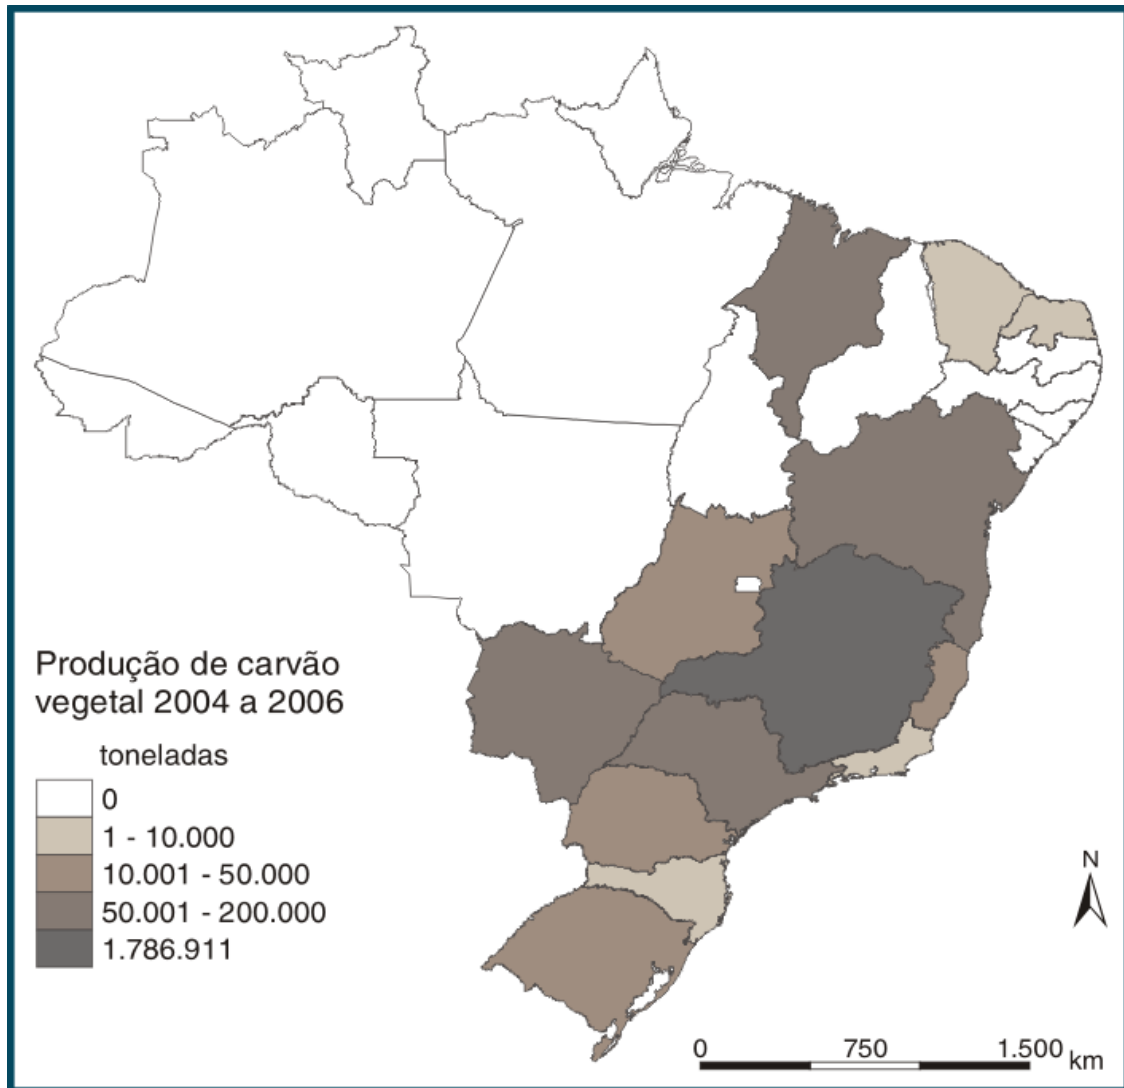 Produção de carvão
vegetal 2004 a 2006
toneladas
0
1 - 10.000
10.001 - 50.000
50.001 - 200.000
1.786.911
N
0 750 1.500 km